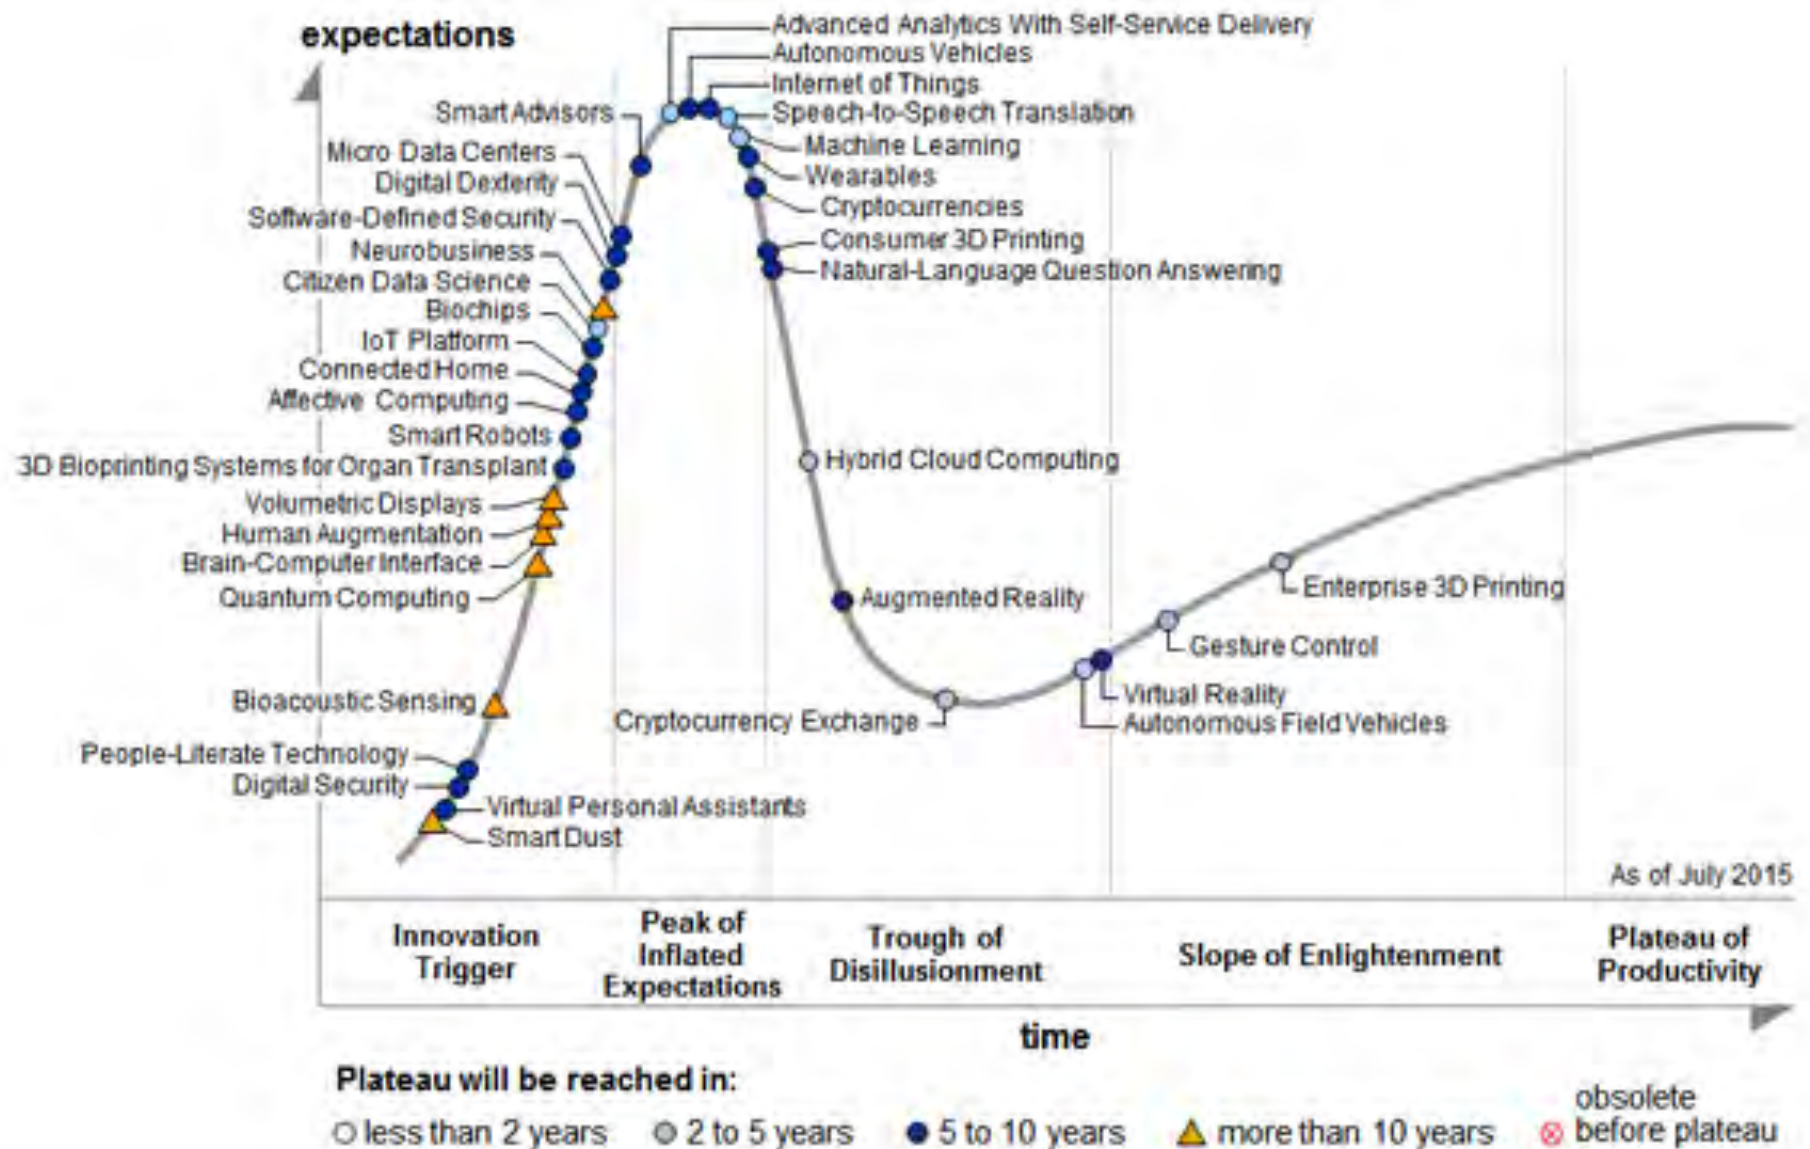 expectations
Advanced Analytics With Self-Service Delivery
Autonomous Vehicles
Internet of Things
Speech-to-Speech Translation
Machine Learning
Wearables
Cryptocurrencies
Consumer 3D Printing
Natural-Language Question Answering
Smart Advisors
Micro Data Centers
Digital Dexterity
Software-Defined Security
Neurobusiness
Citizen Data Science
Biochips
IoT Platform
Connected Home
Affective Computing
Smart Robots
3D Bioprinting Systems for Organ Transplant
Volumetric Displays
Human Augmentation
Brain-Computer Interface
Quantum Computing
Bioacoustic Sensing
People-Literate Technology
Digital Security
Virtual Personal Assistants
Smart Dust
Hybrid Cloud Computing
Augmented Reality
Cryptocurrency Exchange
Enterprise 3D Printing
Gesture Control
Virtual Reality
Autonomous Field Vehicles
As of July 2015
Innovation
Trigger
Peak of
Inflated
Expectations
Trough of
Disillusionment
Slope of Enlightenment
Plateau of
Productivity
time
Plateau will be reached in:
less than 2 years
2 to 5 years
5 to 10 years
more than 10 years
obsolete
before plateau